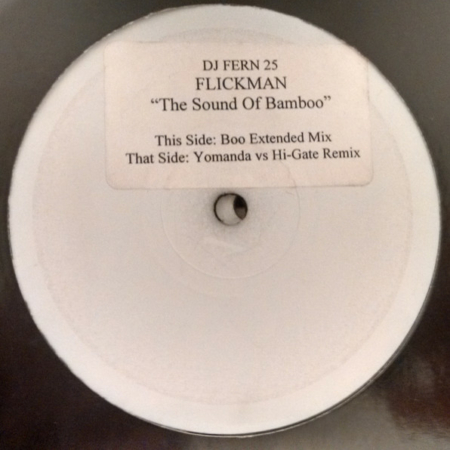 DJ FERN 25
FLICKMAN
“The Sound Of Bamboo”
This Side: Boo Extended Mix
That Side: Yomanda vs Hi-Gate Remix